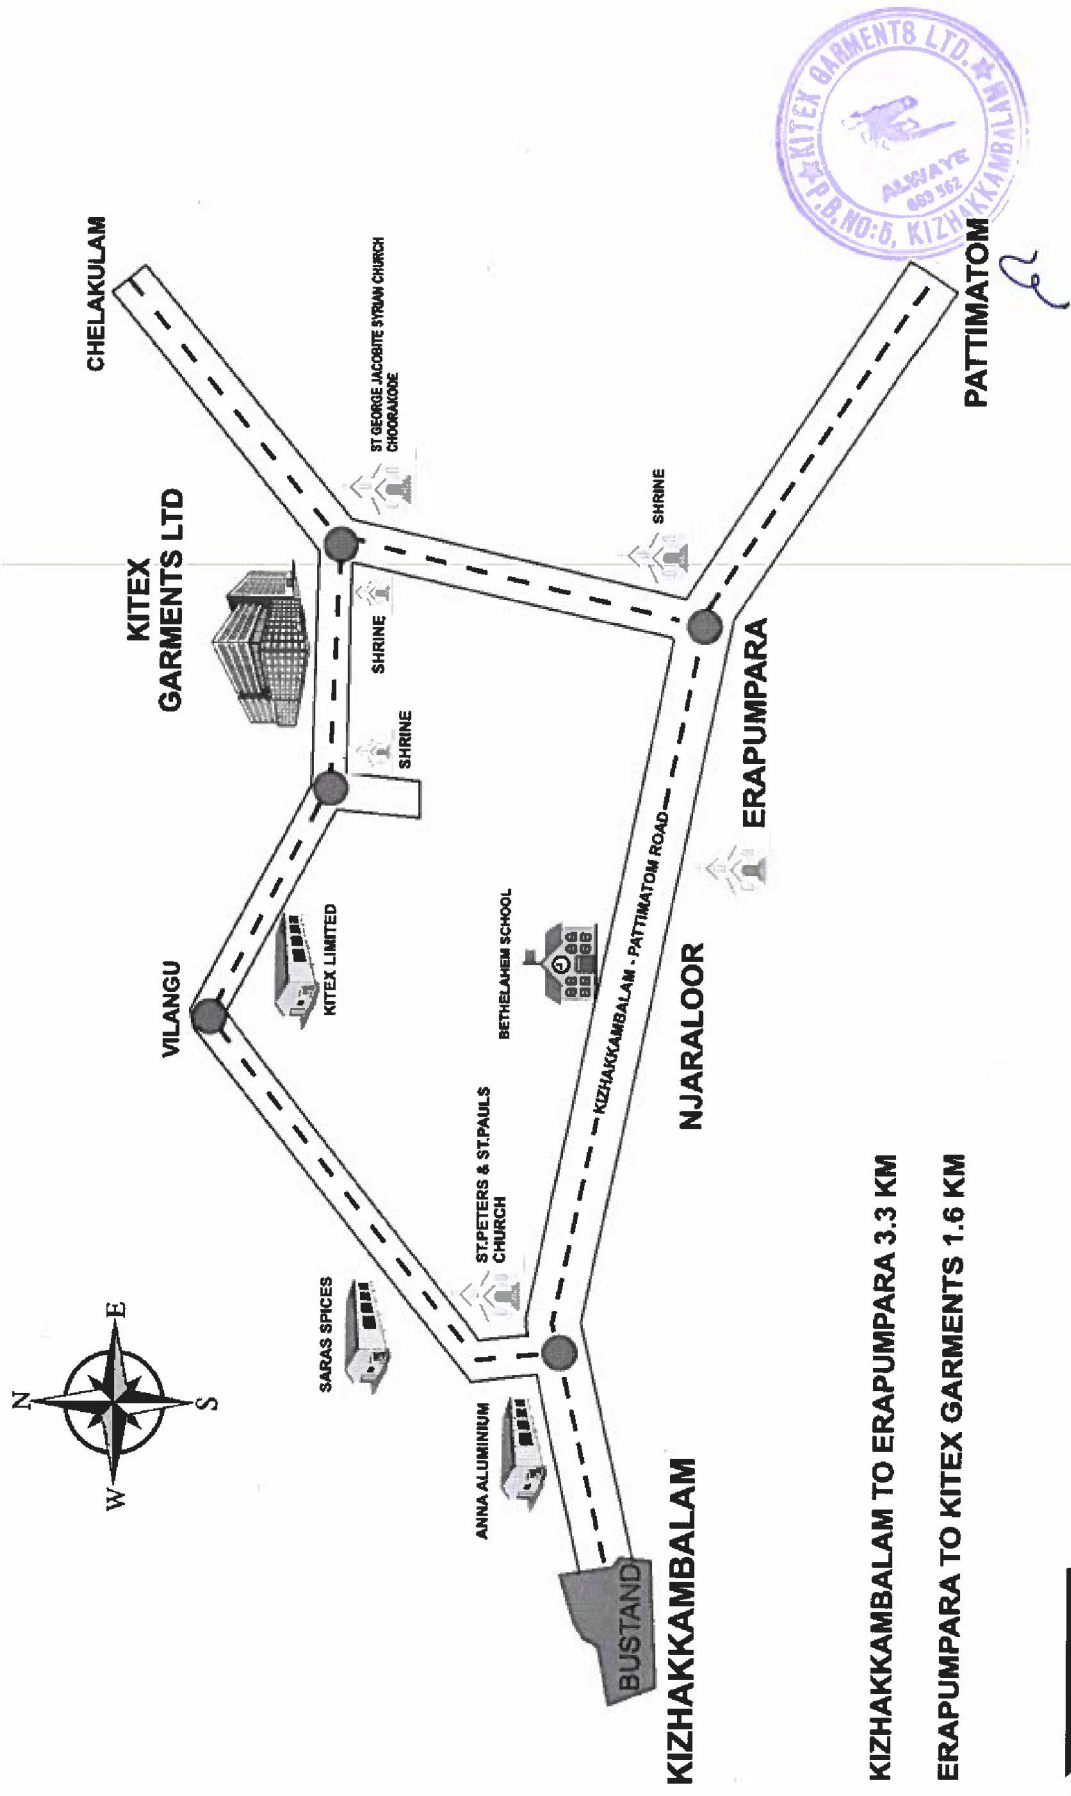 N
W
E
S
CHELAKULAM
KITEX
GARMENTS LTD
VILANGU
ST GEORGE JACOBITE SYRIAN CHURCH
CHOORAKODE
SHRINE
SHRINE
KITEX LIMITED
SARAS SPICES
ST.PETERS & ST.PAULS
CHURCH
ANNA ALUMINIUM
BETHELAHEM SCHOOL
SHRINE
KIZHAKKAMBALAM - PATTIMATOM ROAD
BUSTAND
KIZHAKKAMBALAM
NJARALOOR
ERAPUMPARA
PATTIMATOM
KIZHAKKAMBALAM TO ERAPUMPARA 3.3 KM
ERAPUMPARA TO KITEX GARMENTS 1.6 KM
KITEX GARMENTS LTD.
P.B.NO:5, KIZHAKKAMBALAM
ALWAYE
683 562